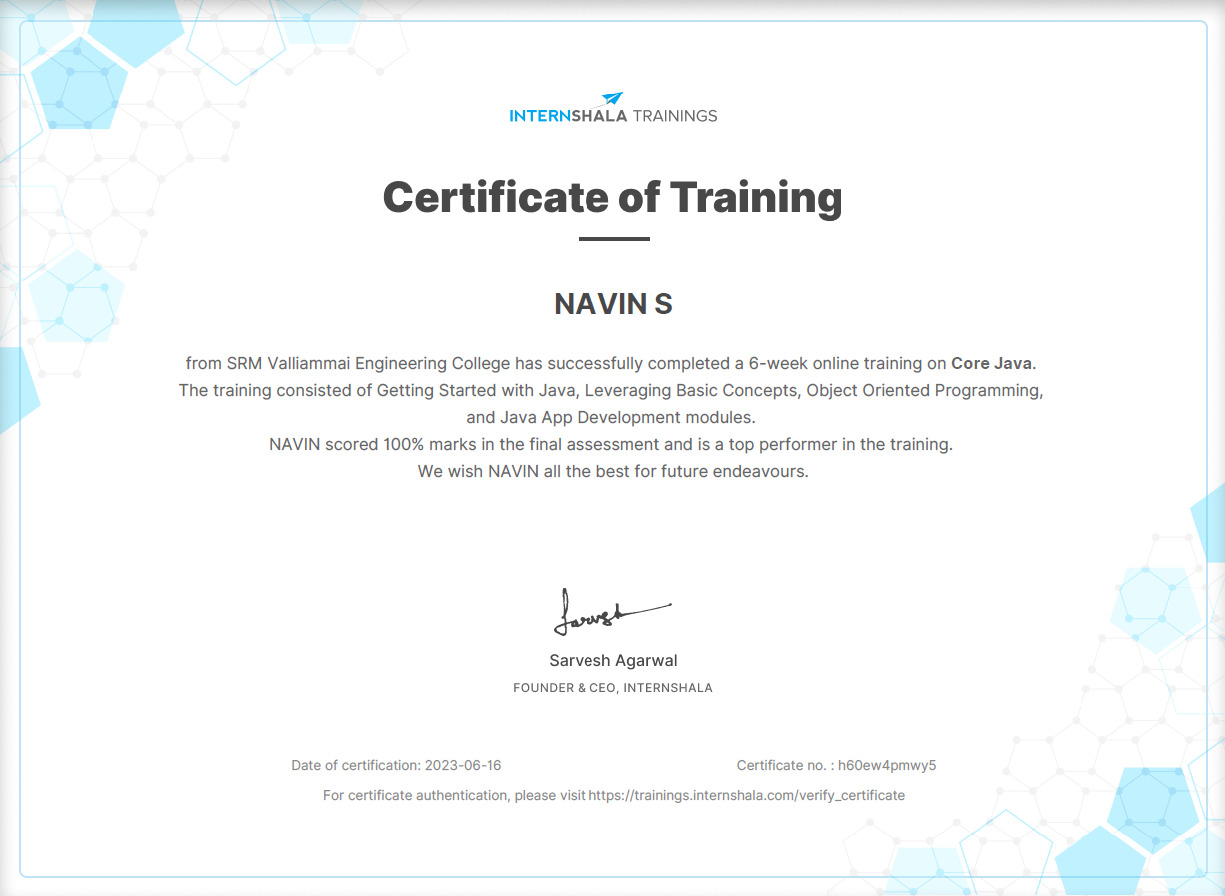 INTERNSHALA TRAININGS
Certificate of Training
NAVIN S
from SRM Valliammai Engineering College has successfully completed a 6-week online training on Core Java.
The training consisted of Getting Started with Java, Leveraging Basic Concepts, Object Oriented Programming,
and Java App Development modules.
NAVIN scored 100% marks in the final assessment and is a top performer in the training.
We wish NAVIN all the best for future endeavours.
Sarvesh
Sarvesh Agarwal
FOUNDER & CEO, INTERNSHALA
Date of certification: 2023-06-16 Certificate no. : h60ew4pmwy5
For certificate authentication, please visit https://trainings.internshala.com/verify_certificate